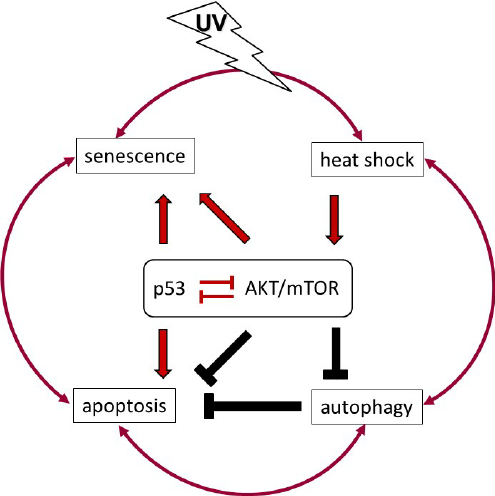 UV
senescence
heat shock
p53
AKT/mTOR
apoptosis
autophagy